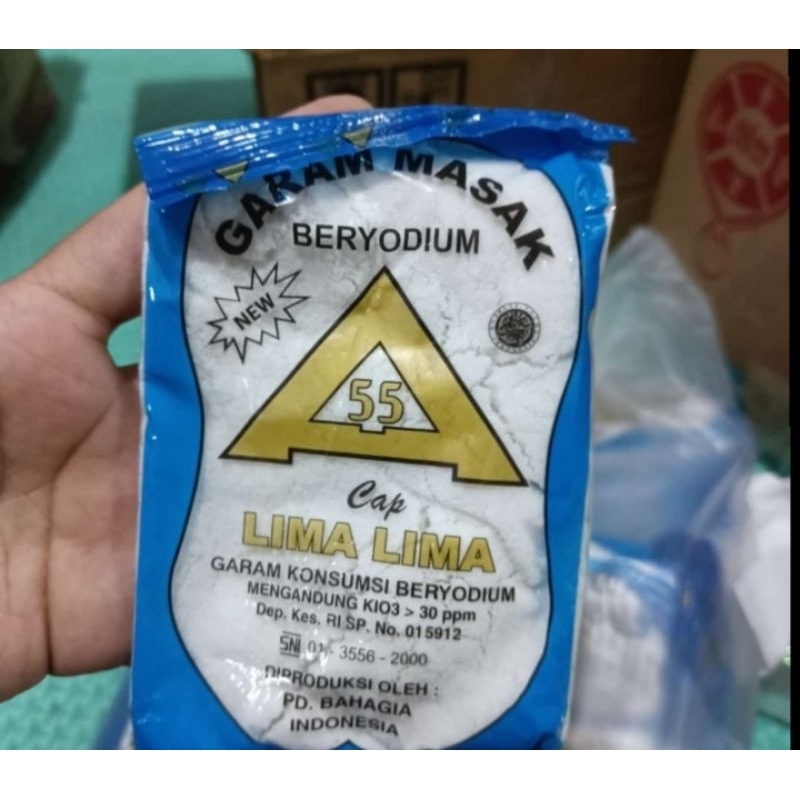 GARAM MASAK
BERYODIUM
NEW
55
Cap
LIMA LIMA
GARAM KONSUMSI BERYODIUM
MENGANDUNG KIO3 > 30 ppm
Dep. Kes. RI SP. No. 015912
SNI 01 - 3556 - 2000
DIPRODUKSI OLEH :
PD. BAHAGIA
INDONESIA